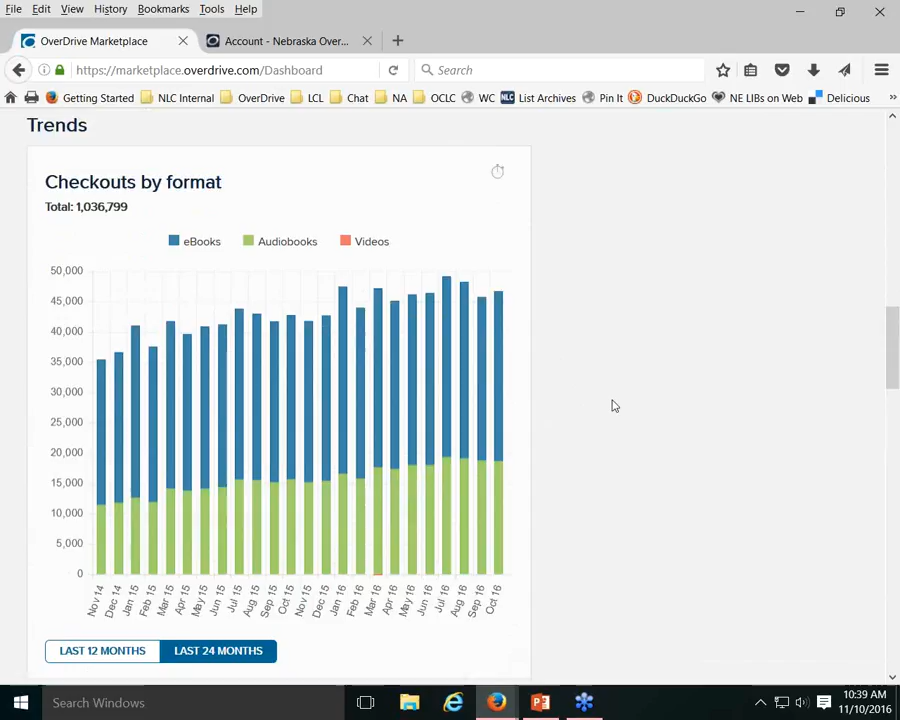 File Edit View History Bookmarks Tools Help
OverDrive Marketplace Account - Nebraska Over...
https://marketplace.overdrive.com/Dashboard Search
Getting Started NLC Internal OverDrive LCL Chat NA OCLC WC NLC List Archives Pin It DuckDuckGo NE LIBs on Web Delicious »
Trends
Checkouts by format
Total: 1,036,799
eBooks Audiobooks Videos
50,000
45,000
40,000
35,000
30,000
25,000
20,000
15,000
10,000
5,000
0
Nov 14 Dec 14 Jan 15 Feb 15 Mar 15 Apr 15 May 15 Jun 15 Jul 15 Aug 15 Sep 15 Oct 15 Nov 15 Dec 15 Jan 16 Feb 16 Mar 16 Apr 16 May 16 Jun 16 Jul 16 Aug 16 Sep 16 Oct 16
LAST 12 MONTHS LAST 24 MONTHS
Search Windows
10:39 AM
11/10/2016